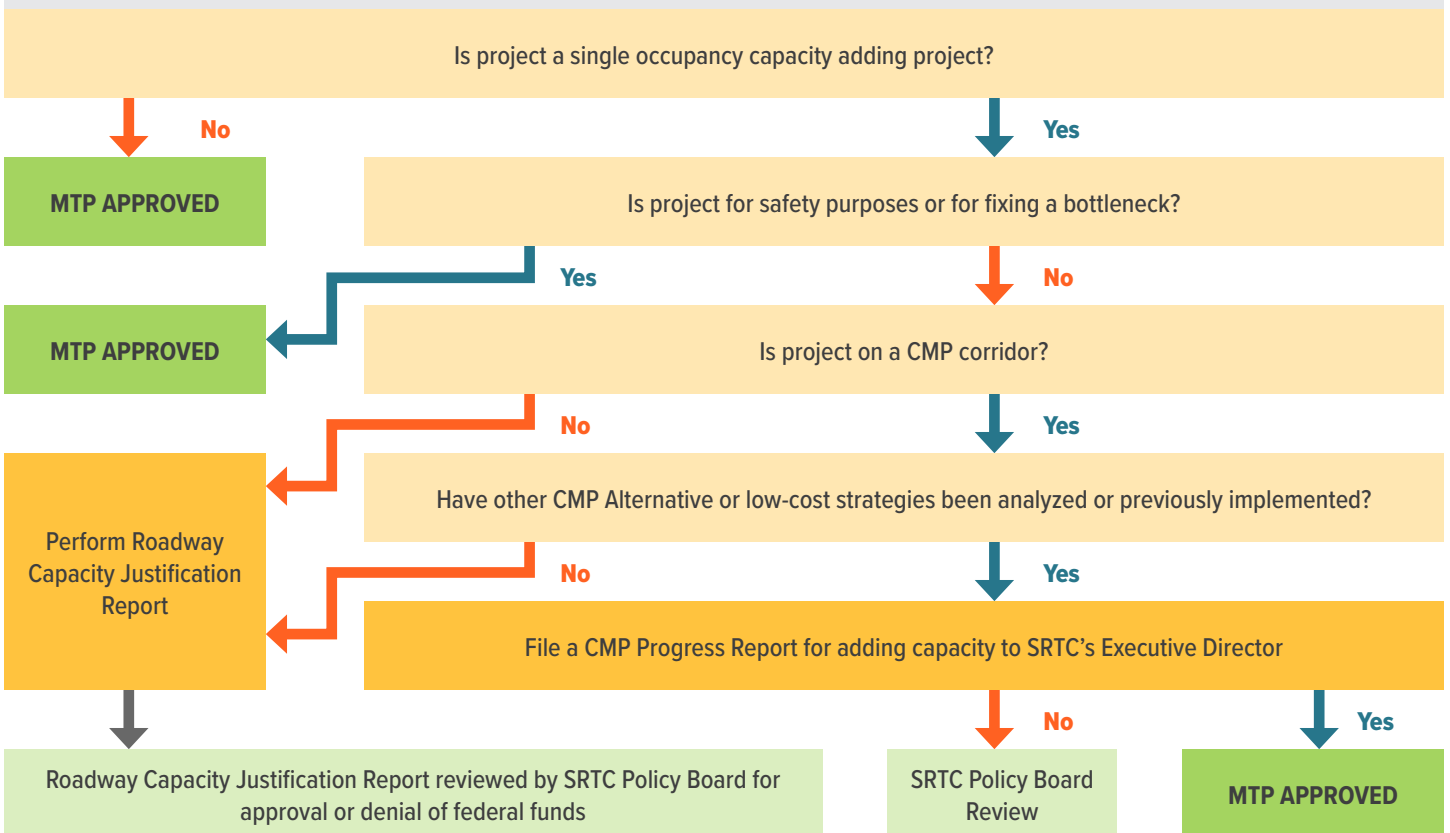 Is project a single occupancy capacity adding project?
No
Yes
MTP APPROVED
Is project for safety purposes or for fixing a bottleneck?
Yes
No
MTP APPROVED
Is project on a CMP corridor?
No
Yes
Perform Roadway
Capacity Justification
Report
Have other CMP Alternative or low-cost strategies been analyzed or previously implemented?
No
Yes
File a CMP Progress Report for adding capacity to SRTC's Executive Director
No
Yes
Roadway Capacity Justification Report reviewed by SRTC Policy Board for
approval or denial of federal funds
SRTC Policy Board
Review
MTP APPROVED